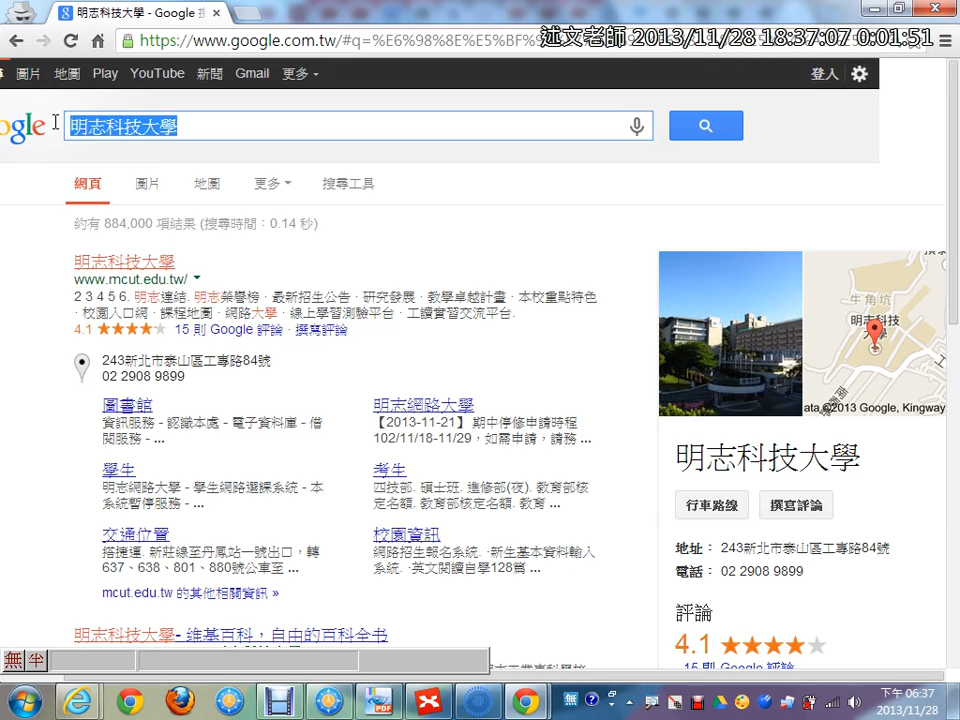 明志科技大學 - Google 搜
https://www.google.com.tw/#q=%E6%98%8E%E5%BF%9
述文老師 2013/11/28 18:37:07 0:01:51
圖片 地圖 Play YouTube 新聞 Gmail 更多
登入
ogle
明志科技大學
網頁 圖片 地圖 更多 搜尋工具
約有 884,000 項結果 (搜尋時間：0.14 秒)
明志科技大學
www.mcut.edu.tw/
2 3 4 5 6. 明志連結. 明志榮譽榜 · 最新招生公告 · 研究發展 · 教學卓越計畫 · 本校重點特色
· 校園入口網 · 課程地圖 · 網路大學 · 線上學習測驗平台 · 工讀實習交流平台.
4.1 ★★★★★ 15 則 Google 評論 · 撰寫評論
243新北市泰山區工專路84號
02 2908 9899
圖書館
資訊服務 - 認識本處 - 電子資料庫 - 借
閱服務 - ...
明志網路大學
【2013-11-21】 期中停修申請時程
102/11/18-11/29，如需申請，請務 ...
學生
明志網路大學 - 學生網路選課系統 - 本
系統暫停服務 - ...
考生
四技部. 碩士班. 進修部(夜). 教育部核
定名額. 教育部核定名額. 教育 ...
交通位置
搭捷運. 新莊線至丹鳳站一號出口，轉
637、638、801、880號公車至 ...
校園資訊
網路招生報名系統. ·新生基本資料輸入
系統. ·英文閱讀自學128篇 ...
mcut.edu.tw 的其他相關資訊 »
明志科技大學- 維基百科，自由的百科全书
牛角坑
明志科技
大學
ata ©2013 Google, Kingway
明志科技大學
行車路線 撰寫評論
地址： 243新北市泰山區工專路84號
電話： 02 2908 9899
評論
4.1 ★★★★★
15 則 Google 評論
無 半
PDF
無
下午 06:37
2013/11/28